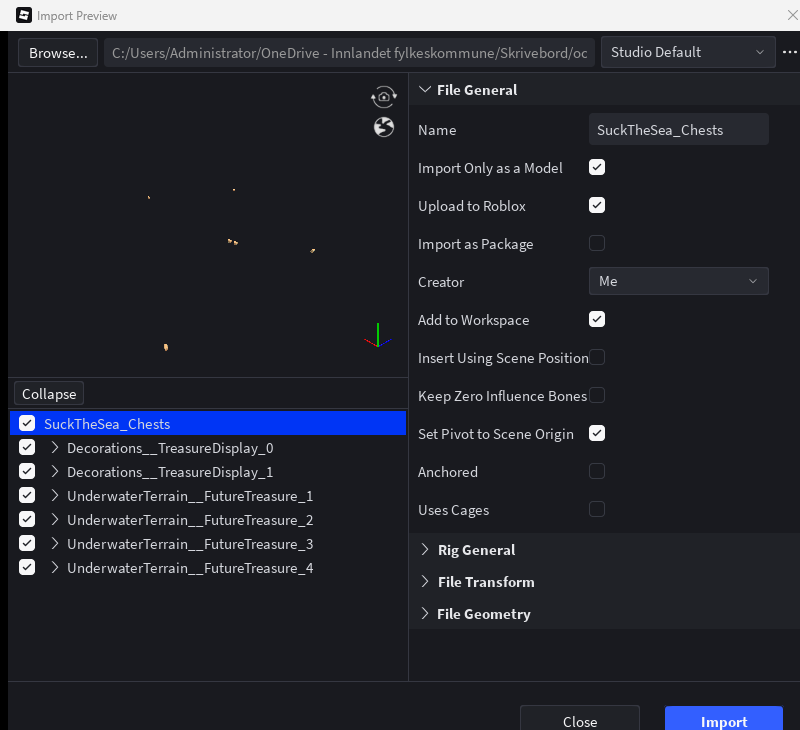 Import Preview
Browse...
C:/Users/Administrator/OneDrive - Innlandet fylkeskommune/Skrivebord/oc
Studio Default
File General
Name
SuckTheSea_Chests
Import Only as a Model
Upload to Roblox
Import as Package
Creator
Me
Add to Workspace
Insert Using Scene Position
Keep Zero Influence Bones
Set Pivot to Scene Origin
Anchored
Uses Cages
Rig General
File Transform
File Geometry
Collapse
SuckTheSea_Chests
Decorations__TreasureDisplay_0
Decorations__TreasureDisplay_1
UnderwaterTerrain__FutureTreasure_1
UnderwaterTerrain__FutureTreasure_2
UnderwaterTerrain__FutureTreasure_3
UnderwaterTerrain__FutureTreasure_4
Close
Import